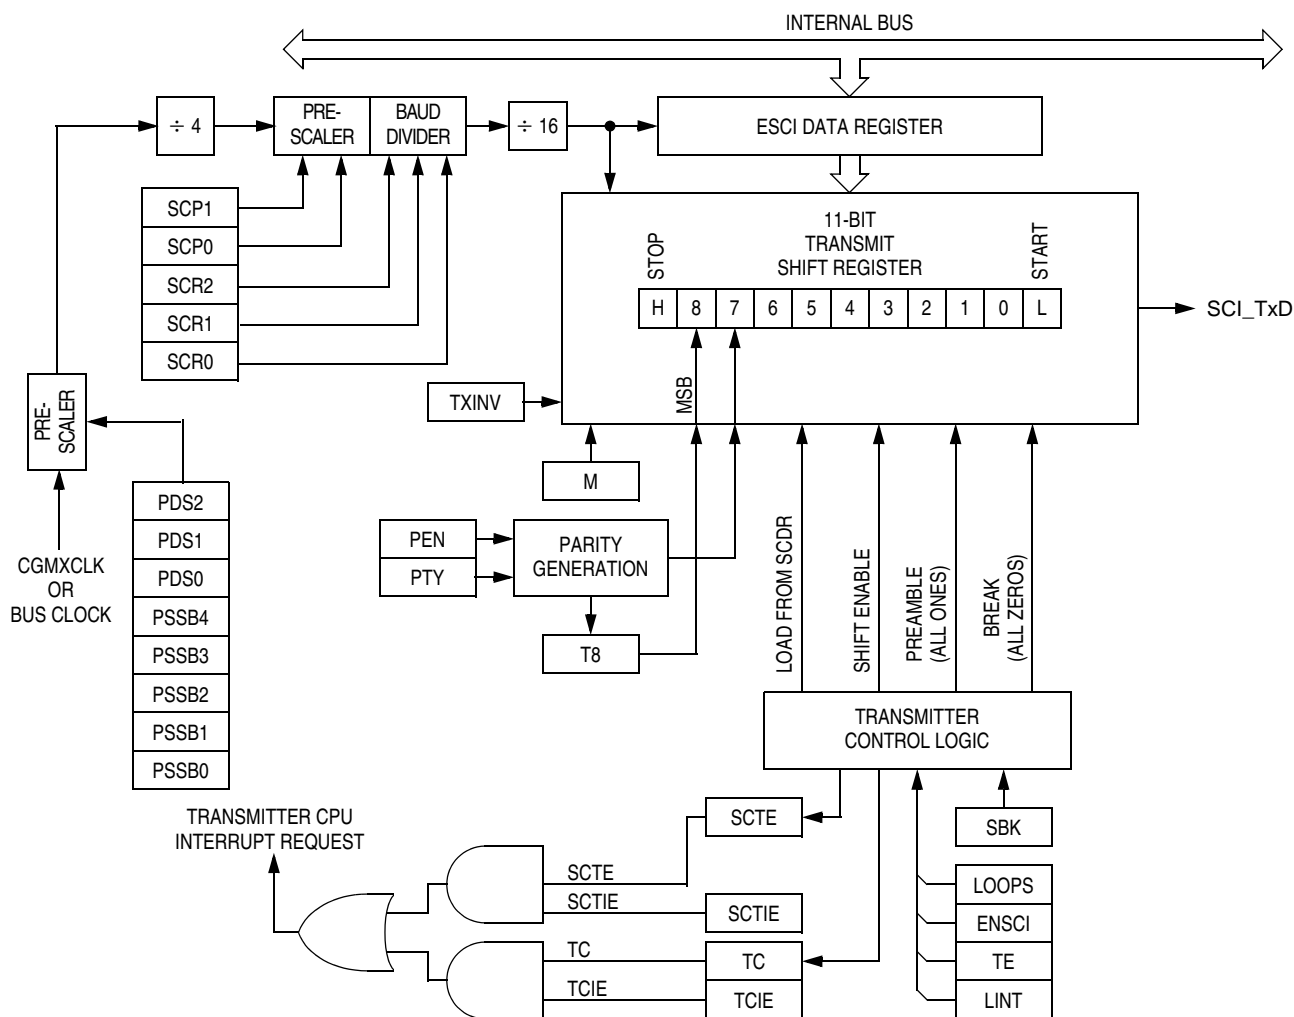 INTERNAL BUS
÷ 4
PRE-
SCALER
BAUD
DIVIDER
÷ 16
ESCI DATA REGISTER
SCP1
SCP0
SCR2
SCR1
SCR0
11-BIT
TRANSMIT
SHIFT REGISTER
STOP
START
H 8 7 6 5 4 3 2 1 0 L
SCI_TxD
PRE-
SCALER
TXINV
MSB
M
CGMXCLK
OR
BUS CLOCK
PDS2
PDS1
PDS0
PSSB4
PSSB3
PSSB2
PSSB1
PSSB0
PEN
PTY
PARITY
GENERATION
T8
LOAD FROM SCDR
SHIFT ENABLE
PREAMBLE
(ALL ONES)
BREAK
(ALL ZEROS)
TRANSMITTER
CONTROL LOGIC
TRANSMITTER CPU
INTERRUPT REQUEST
SCTE
SBK
SCTE
SCTIE
SCTIE
TC
TC
TCIE
TCIE
LOOPS
ENSCI
TE
LINT